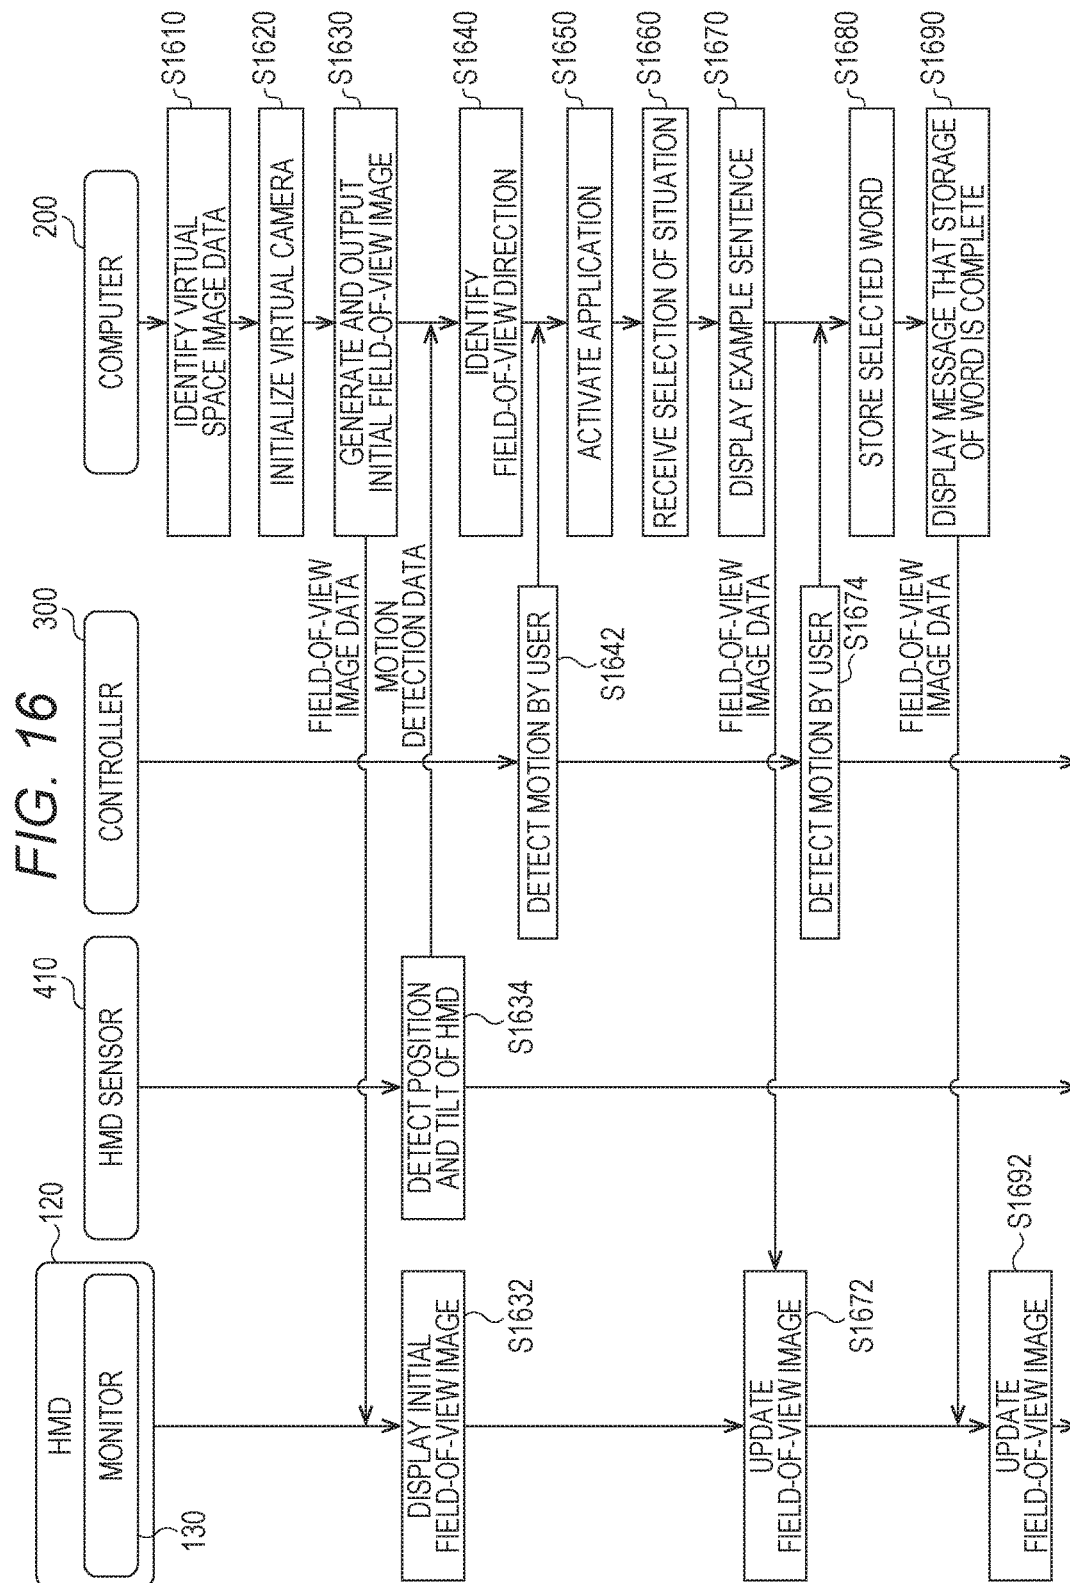 FIG. 16
HMD
120
MONITOR
130
HMD SENSOR
410
CONTROLLER
300
COMPUTER
200
IDENTIFY VIRTUAL
SPACE IMAGE DATA
S1610
INITIALIZE VIRTUAL CAMERA
S1620
GENERATE AND OUTPUT
INITIAL FIELD-OF-VIEW IMAGE
S1630
FIELD-OF-VIEW
IMAGE DATA
DISPLAY INITIAL
FIELD-OF-VIEW IMAGE
S1632
DETECT POSITION
AND TILT OF HMD
S1634
MOTION
DETECTION DATA
IDENTIFY
FIELD-OF-VIEW DIRECTION
S1640
DETECT MOTION BY USER
S1642
ACTIVATE APPLICATION
S1650
RECEIVE SELECTION OF SITUATION
S1660
DISPLAY EXAMPLE SENTENCE
S1670
FIELD-OF-VIEW
IMAGE DATA
UPDATE
FIELD-OF-VIEW IMAGE
S1672
DETECT MOTION BY USER
S1674
STORE SELECTED WORD
S1680
DISPLAY MESSAGE THAT STORAGE
OF WORD IS COMPLETE
S1690
FIELD-OF-VIEW
IMAGE DATA
UPDATE
FIELD-OF-VIEW IMAGE
S1692